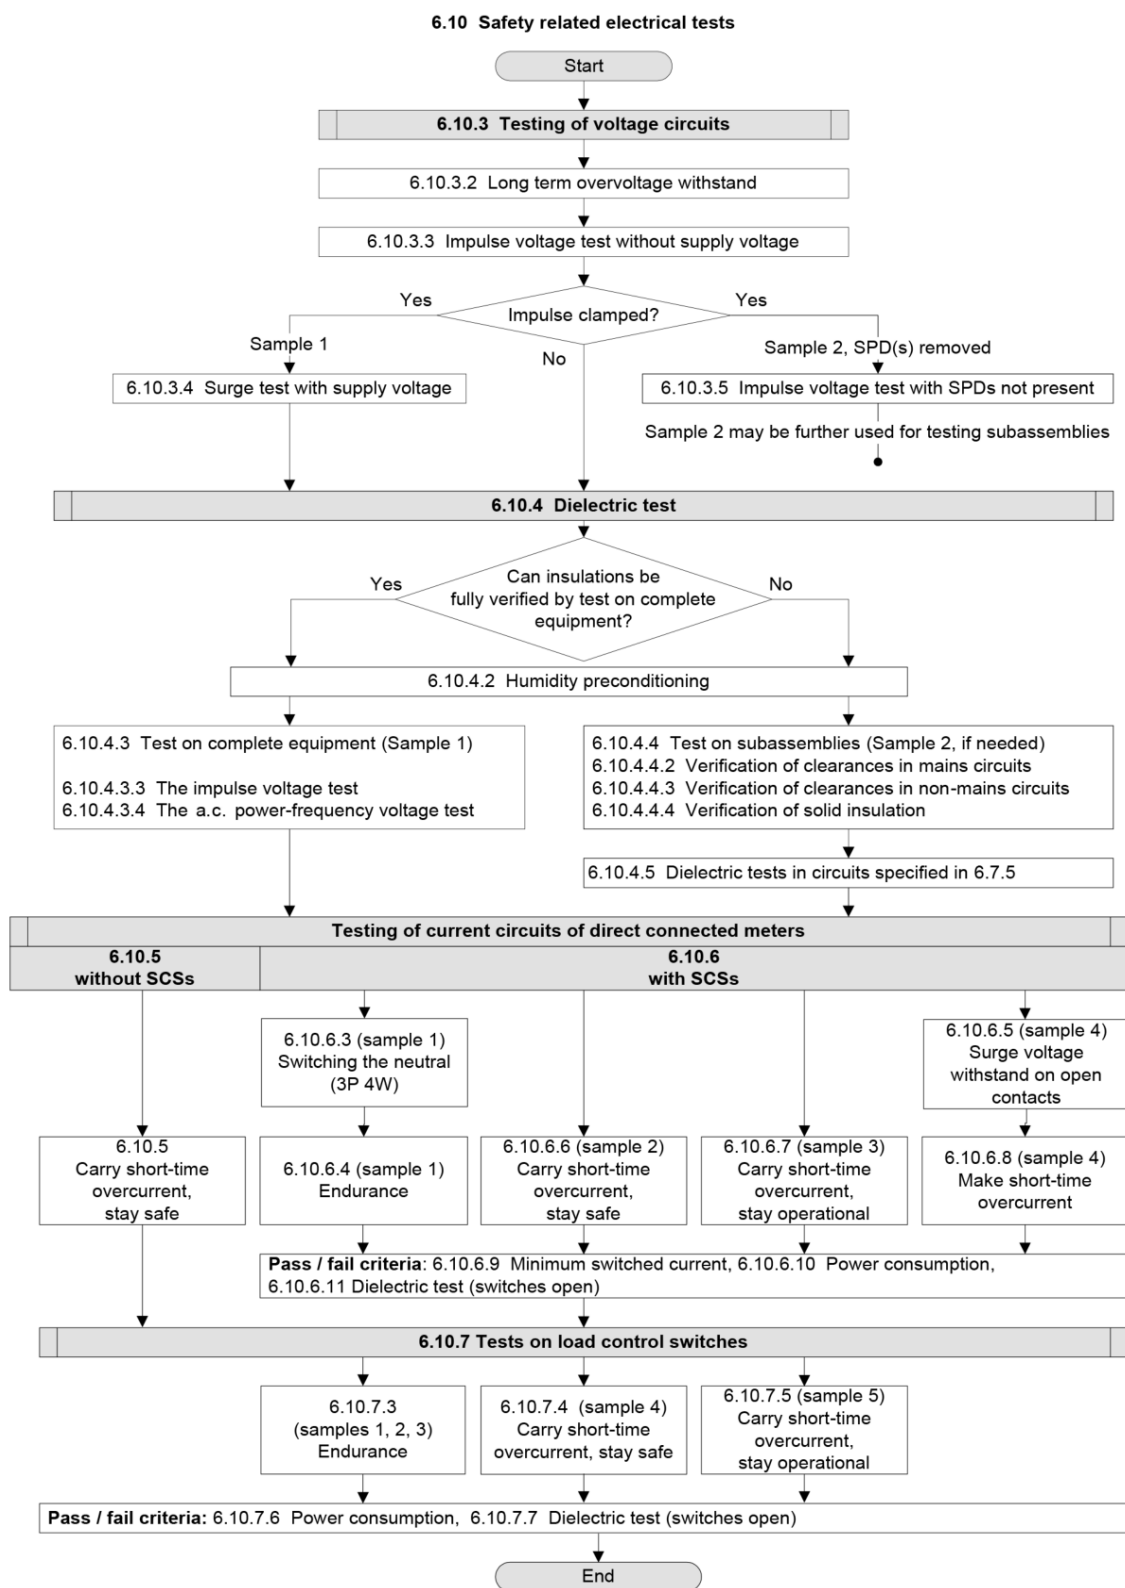 6.10 Safety related electrical tests
Start
6.10.3 Testing of voltage circuits
6.10.3.2 Long term overvoltage withstand
6.10.3.3 Impulse voltage test without supply voltage
Yes
Impulse clamped?
Yes
Sample 1
No
Sample 2, SPD(s) removed
6.10.3.4 Surge test with supply voltage
6.10.3.5 Impulse voltage test with SPDs not present
Sample 2 may be further used for testing subassemblies
6.10.4 Dielectric test
Yes
Can insulations be
fully verified by test on complete
equipment?
No
6.10.4.2 Humidity preconditioning
6.10.4.3 Test on complete equipment (Sample 1)
6.10.4.3.3 The impulse voltage test
6.10.4.3.4 The a.c. power-frequency voltage test
6.10.4.4 Test on subassemblies (Sample 2, if needed)
6.10.4.4.2 Verification of clearances in mains circuits
6.10.4.4.3 Verification of clearances in non-mains circuits
6.10.4.4.4 Verification of solid insulation
6.10.4.5 Dielectric tests in circuits specified in 6.7.5
Testing of current circuits of direct connected meters
6.10.5
without SCSs
6.10.6
with SCSs
6.10.6.3 (sample 1)
Switching the neutral
(3P 4W)
6.10.6.5 (sample 4)
Surge voltage
withstand on open
contacts
6.10.5
Carry short-time
overcurrent,
stay safe
6.10.6.4 (sample 1)
Endurance
6.10.6.6 (sample 2)
Carry short-time
overcurrent,
stay safe
6.10.6.7 (sample 3)
Carry short-time
overcurrent,
stay operational
6.10.6.8 (sample 4)
Make short-time
overcurrent
Pass / fail criteria: 6.10.6.9 Minimum switched current, 6.10.6.10 Power consumption,
6.10.6.11 Dielectric test (switches open)
6.10.7 Tests on load control switches
6.10.7.3
(samples 1, 2, 3)
Endurance
6.10.7.4 (sample 4)
Carry short-time
overcurrent, stay safe
6.10.7.5 (sample 5)
Carry short-time
overcurrent,
stay operational
Pass / fail criteria: 6.10.7.6 Power consumption, 6.10.7.7 Dielectric test (switches open)
End